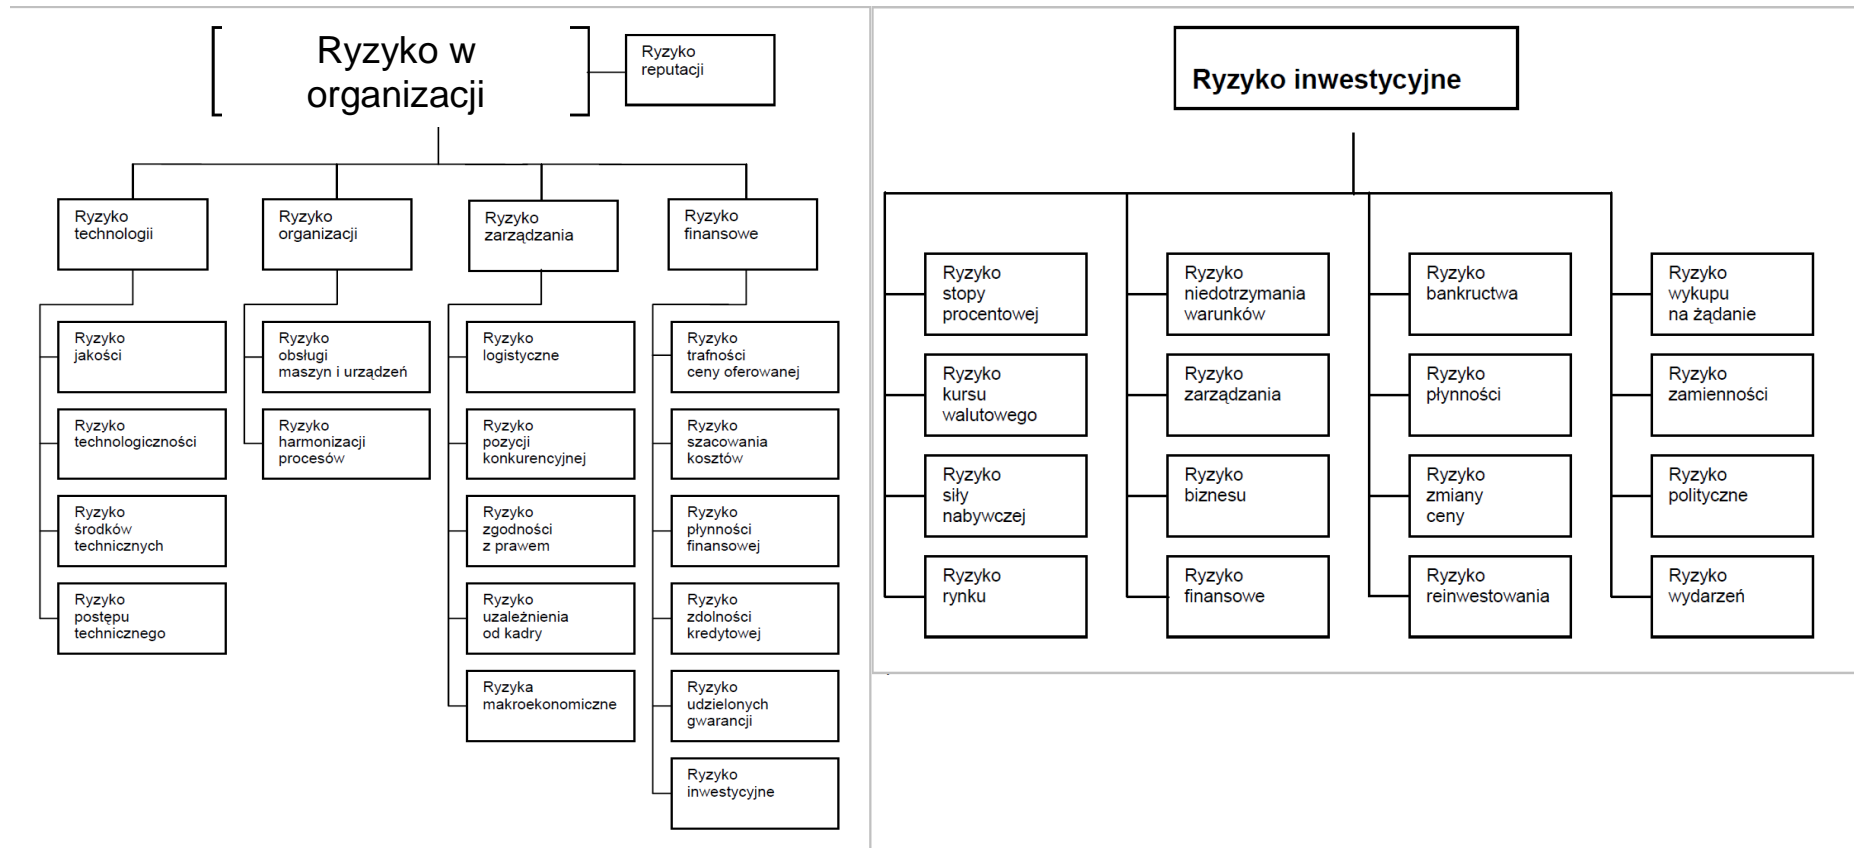 Ryzyko w
organizacji
Ryzyko
reputacji
Ryzyko
technologii
Ryzyko
organizacji
Ryzyko
zarządzania
Ryzyko
finansowe
Ryzyko
jakości
Ryzyko
technologiczności
Ryzyko
środków
technicznych
Ryzyko
postępu
technicznego
Ryzyko
obsługi
maszyn i urządzeń
Ryzyko
harmonizacji
procesów
Ryzyko
logistyczne
Ryzyko
pozycji
konkurencyjnej
Ryzyko
zgodności
z prawem
Ryzyko
uzależnienia
od kadry
Ryzyka
makroekonomiczne
Ryzyko
trafności
ceny oferowanej
Ryzyko
szacowania
kosztów
Ryzyko
płynności
finansowej
Ryzyko
zdolności
kredytowej
Ryzyko
udzielonych
gwarancji
Ryzyko
inwestycyjne
Ryzyko inwestycyjne
Ryzyko
stopy
procentowej
Ryzyko
kursu
walutowego
Ryzyko
siły
nabywczej
Ryzyko
rynku
Ryzyko
niedotrzymania
warunków
Ryzyko
zarządzania
Ryzyko
biznesu
Ryzyko
finansowe
Ryzyko
bankructwa
Ryzyko
płynności
Ryzyko
zmiany
ceny
Ryzyko
reinwestowania
Ryzyko
wykupu
na żądanie
Ryzyko
zamienności
Ryzyko
polityczne
Ryzyko
wydarzeń